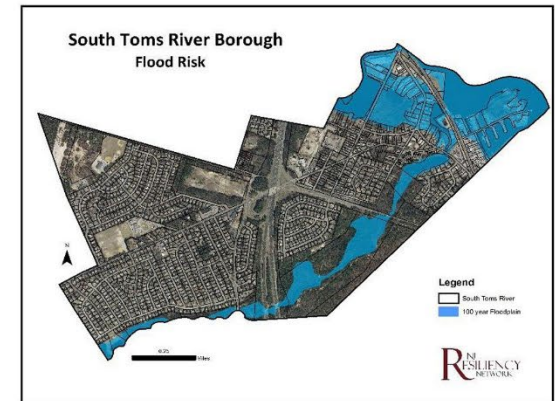 South Toms River Borough
Flood Risk
N
0.25
Miles
Legend
South Toms River
100 year Floodplain
NJ
RESILIENCY
NETWORK